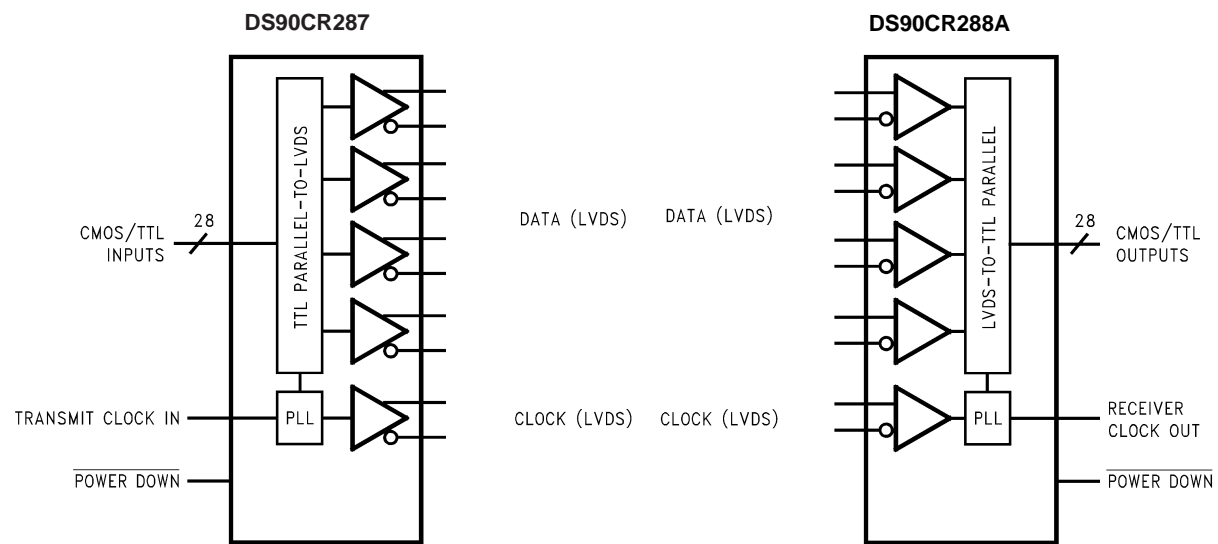 DS90CR287
DS90CR288A
TTL PARALLEL-TO-LVDS
LVDS-TO-TTL PARALLEL
28
CMOS/TTL
INPUTS
DATA (LVDS)
DATA (LVDS)
28
CMOS/TTL
OUTPUTS
TRANSMIT CLOCK IN
PLL
CLOCK (LVDS)
CLOCK (LVDS)
PLL
RECEIVER
CLOCK OUT
POWER DOWN
POWER DOWN